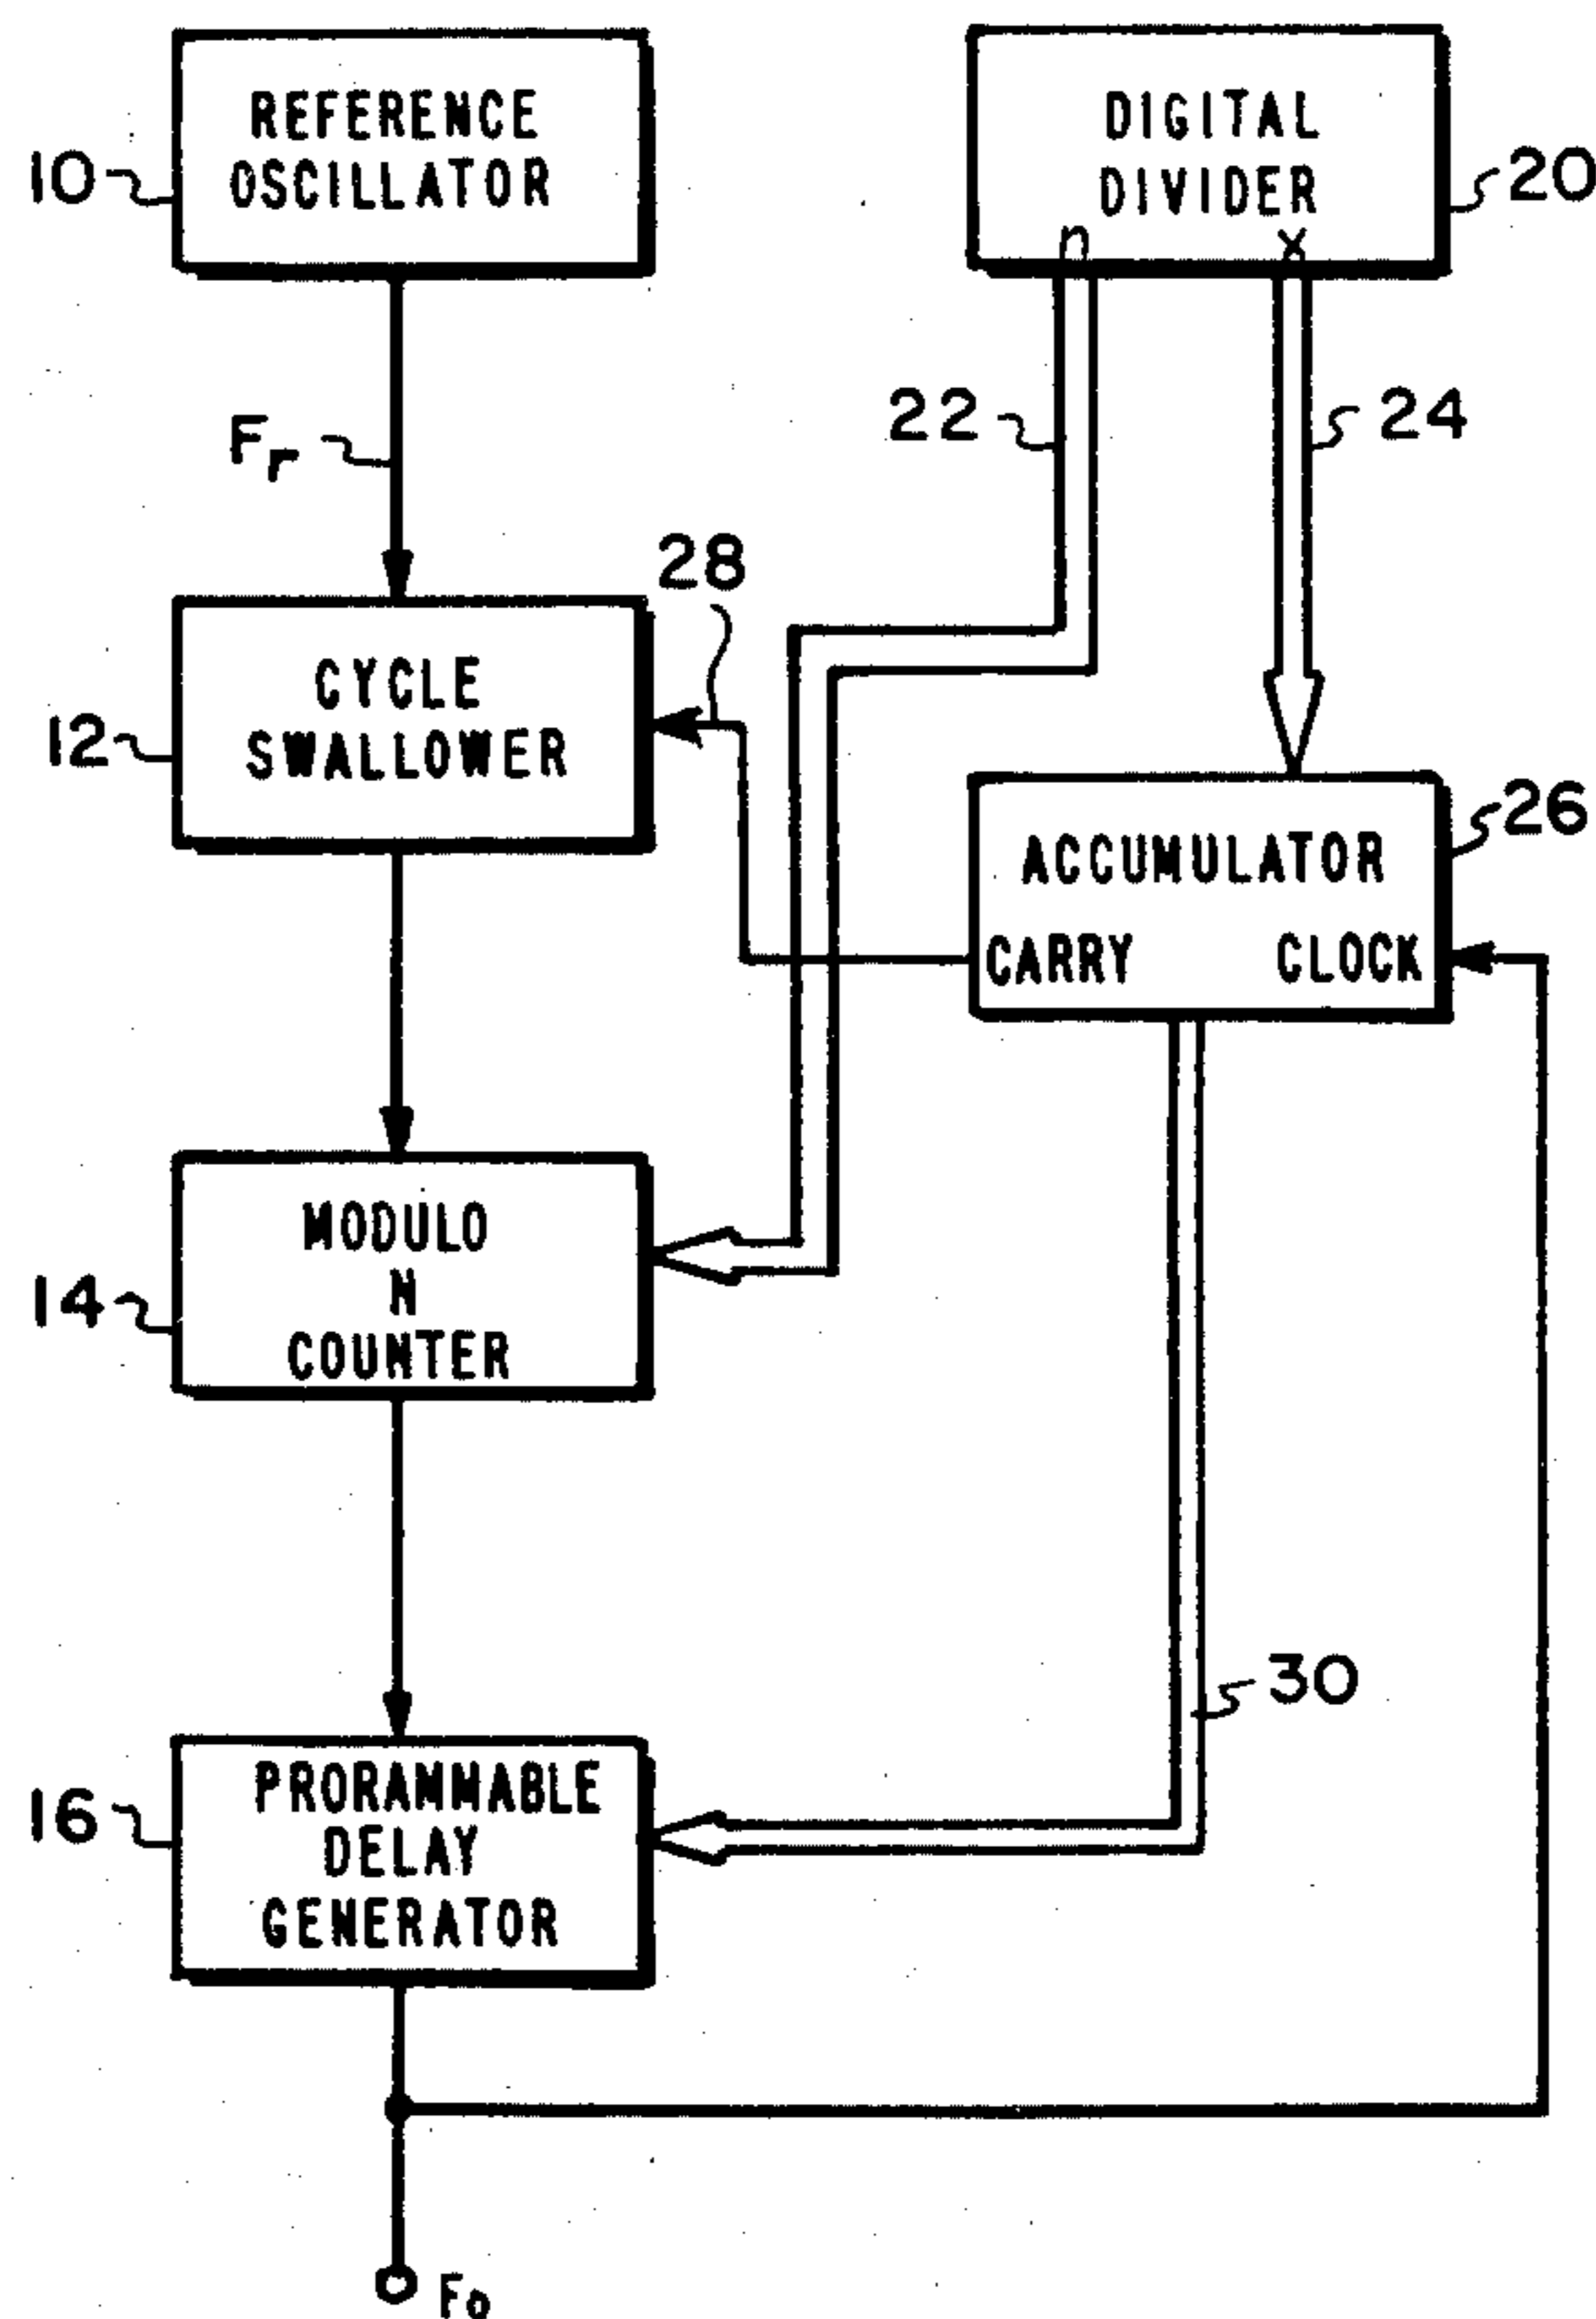 REFERENCE
OSCILLATOR
10
DIGITAL
DIVIDER
n
x
20
Fr
22
24
28
CYCLE
SWALLOWER
12
ACCUMULATOR
CARRY
CLOCK
26
MODULO
N
COUNTER
14
30
PRORAMMABLE
DELAY
GENERATOR
16
Fo